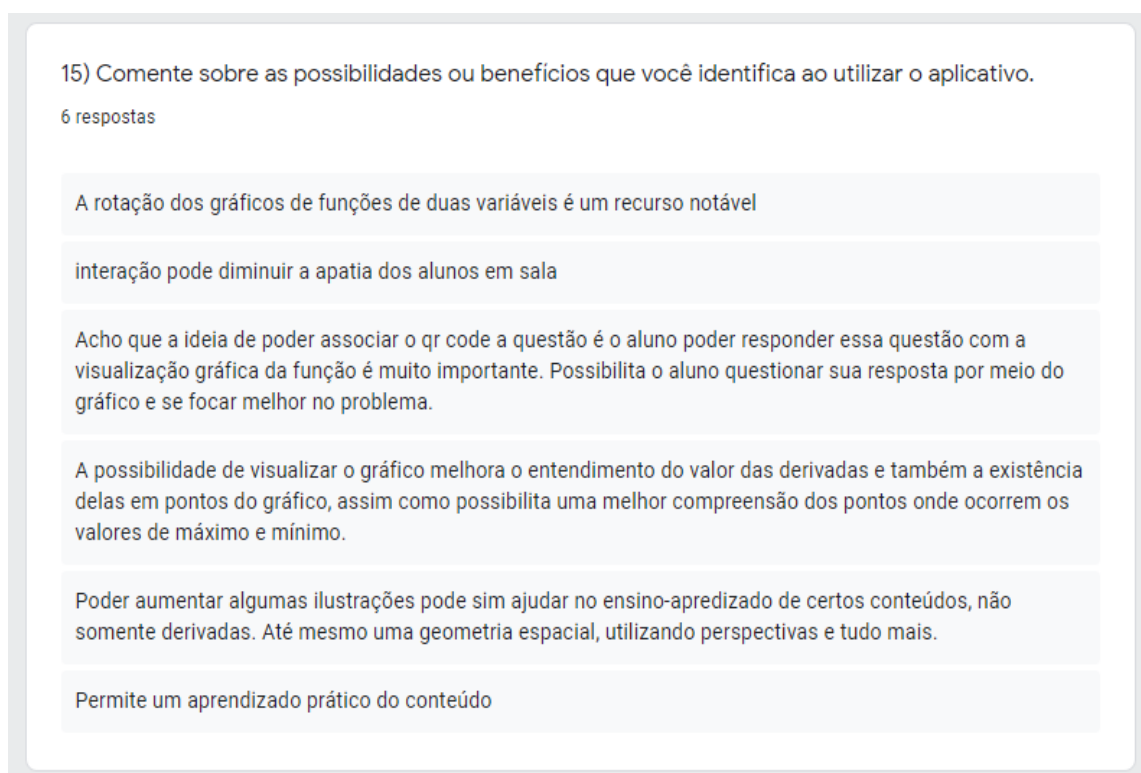 15) Comente sobre as possibilidades ou benefícios que você identifica ao utilizar o aplicativo.
6 respostas
A rotação dos gráficos de funções de duas variáveis é um recurso notável
interação pode diminuir a apatia dos alunos em sala
Acho que a ideia de poder associar o qr code a questão é o aluno poder responder essa questão com a
visualização gráfica da função é muito importante. Possibilita o aluno questionar sua resposta por meio do
gráfico e se focar melhor no problema.
A possibilidade de visualizar o gráfico melhora o entendimento do valor das derivadas e também a existência
delas em pontos do gráfico, assim como possibilita uma melhor compreensão dos pontos onde ocorrem os
valores de máximo e mínimo.
Poder aumentar algumas ilustrações pode sim ajudar no ensino-apredizado de certos conteúdos, não
somente derivadas. Até mesmo uma geometria espacial, utilizando perspectivas e tudo mais.
Permite um aprendizado prático do conteúdo